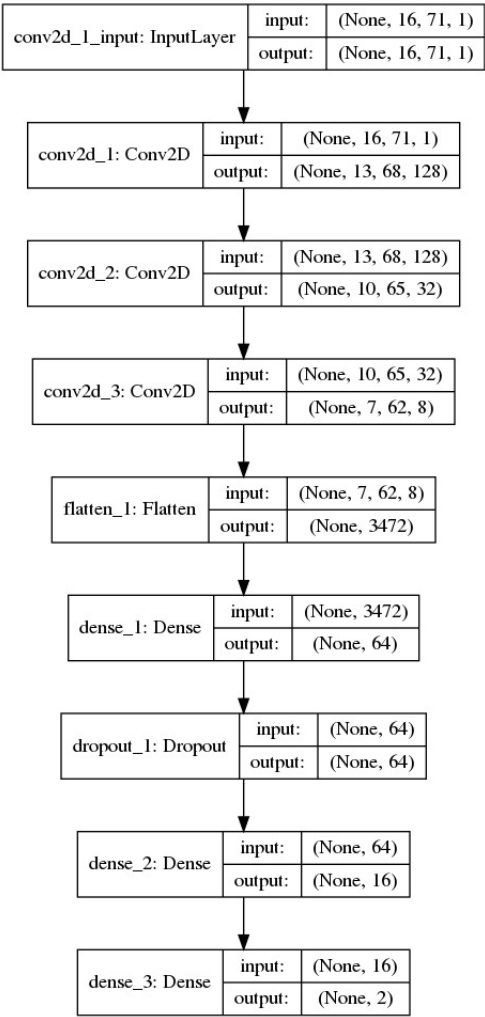 conv2d_1_input: InputLayer
input: (None, 16, 71, 1)
output: (None, 16, 71, 1)
conv2d_1: Conv2D
input: (None, 16, 71, 1)
output: (None, 13, 68, 128)
conv2d_2: Conv2D
input: (None, 13, 68, 128)
output: (None, 10, 65, 32)
conv2d_3: Conv2D
input: (None, 10, 65, 32)
output: (None, 7, 62, 8)
flatten_1: Flatten
input: (None, 7, 62, 8)
output: (None, 3472)
dense_1: Dense
input: (None, 3472)
output: (None, 64)
dropout_1: Dropout
input: (None, 64)
output: (None, 64)
dense_2: Dense
input: (None, 64)
output: (None, 16)
dense_3: Dense
input: (None, 16)
output: (None, 2)